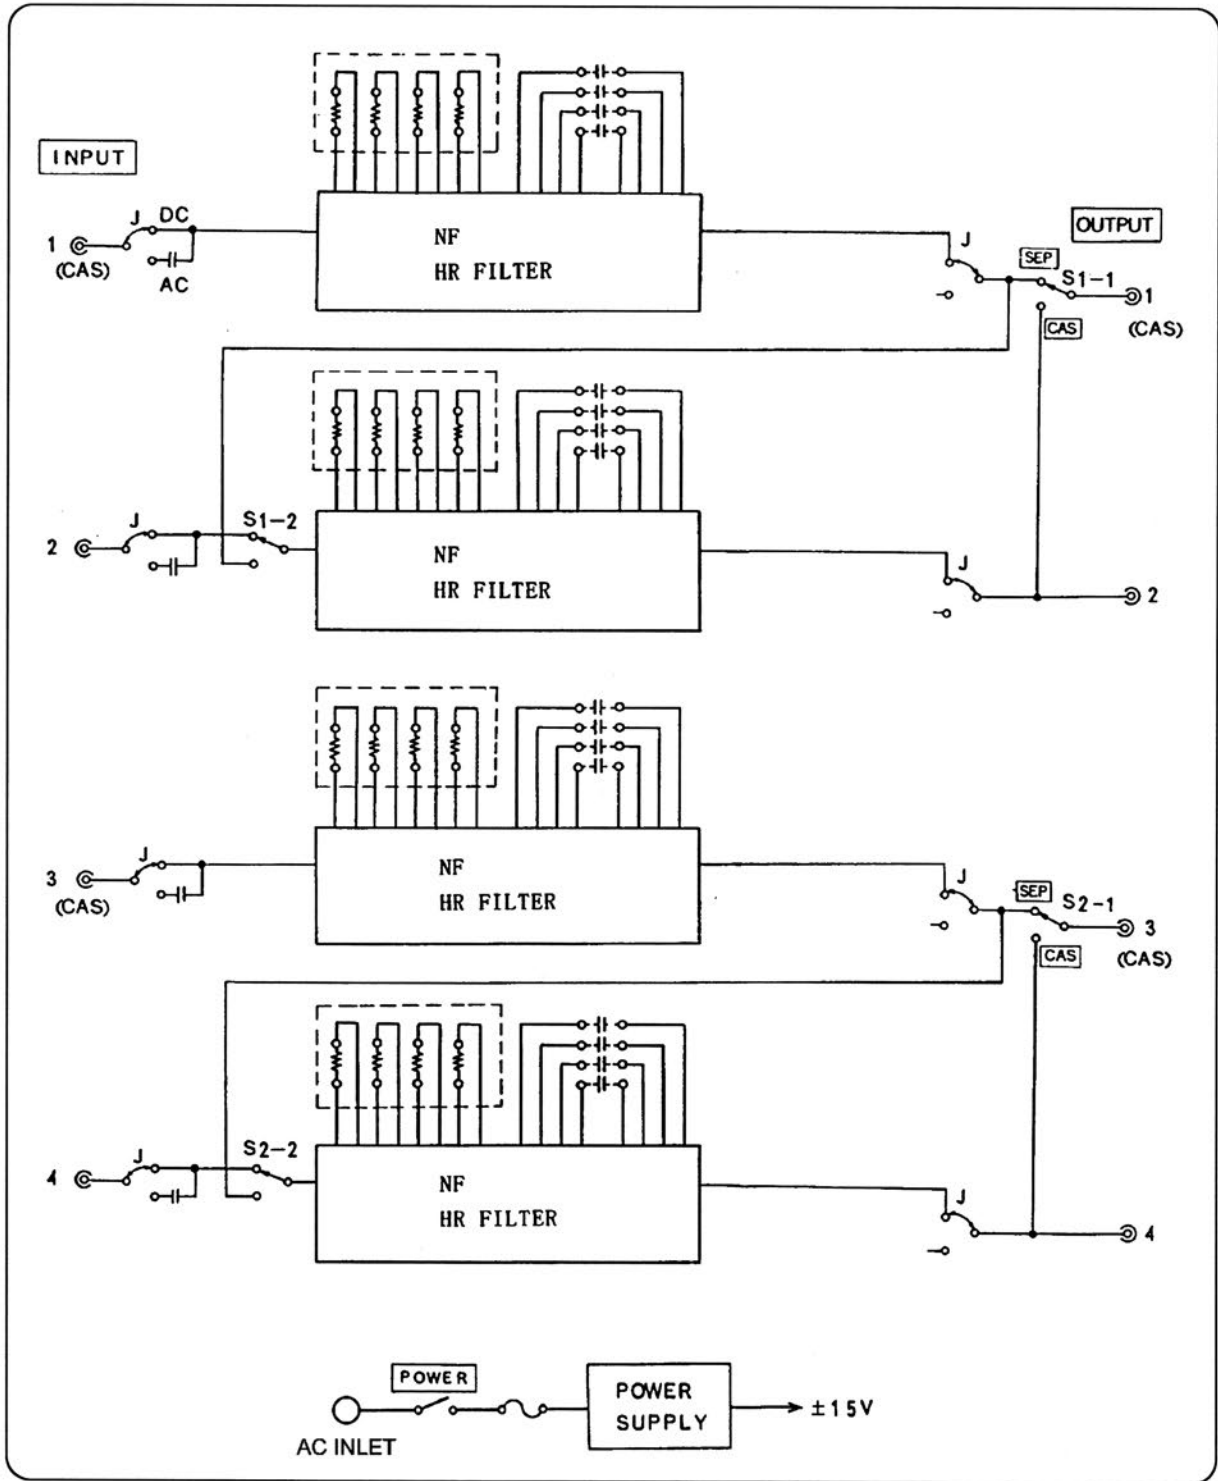 INPUT
J DC
1
(CAS)
AC
NF
HR FILTER
J
OUTPUT
SEP
S1-1
1
(CAS)
CAS
2
J
S1-2
NF
HR FILTER
J
2
3
(CAS)
J
NF
HR FILTER
J
SEP
S2-1
3
(CAS)
CAS
4
J
S2-2
NF
HR FILTER
J
4
POWER
AC INLET
POWER
SUPPLY
±15V